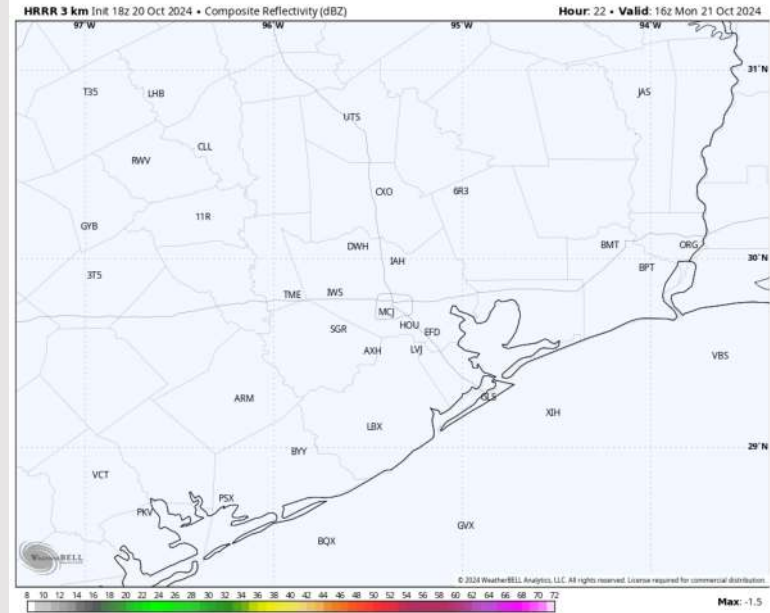 HRRR 3 km Init 18z 20 Oct 2024 • Composite Reflectivity (dBZ) Hour: 22 • Valid: 16z Mon 21 Oct 2024
97°W 96°W 95°W 94°W
31°N
T35 LHB JAS
UTS
CLL
RWV
CXO 6R3
11R
GYB
DWH BMT ORG
IAH 30°N
3T5 BPT
TME IWS
MCJ
SGR HOU EFD
AXH LVJ VBS
ARM GLS
XIH
LBX
BYY 29°N
VCT
PSX
PKV
GVX
BQX
WeatherBELL
© 2024 WeatherBELL Analytics, LLC. All rights reserved. License required for commercial distribution.
8 10 12 14 16 18 20 22 24 26 28 30 32 34 36 38 40 42 44 46 48 50 52 54 56 58 60 62 64 66 68 70 72
Max: -1.5